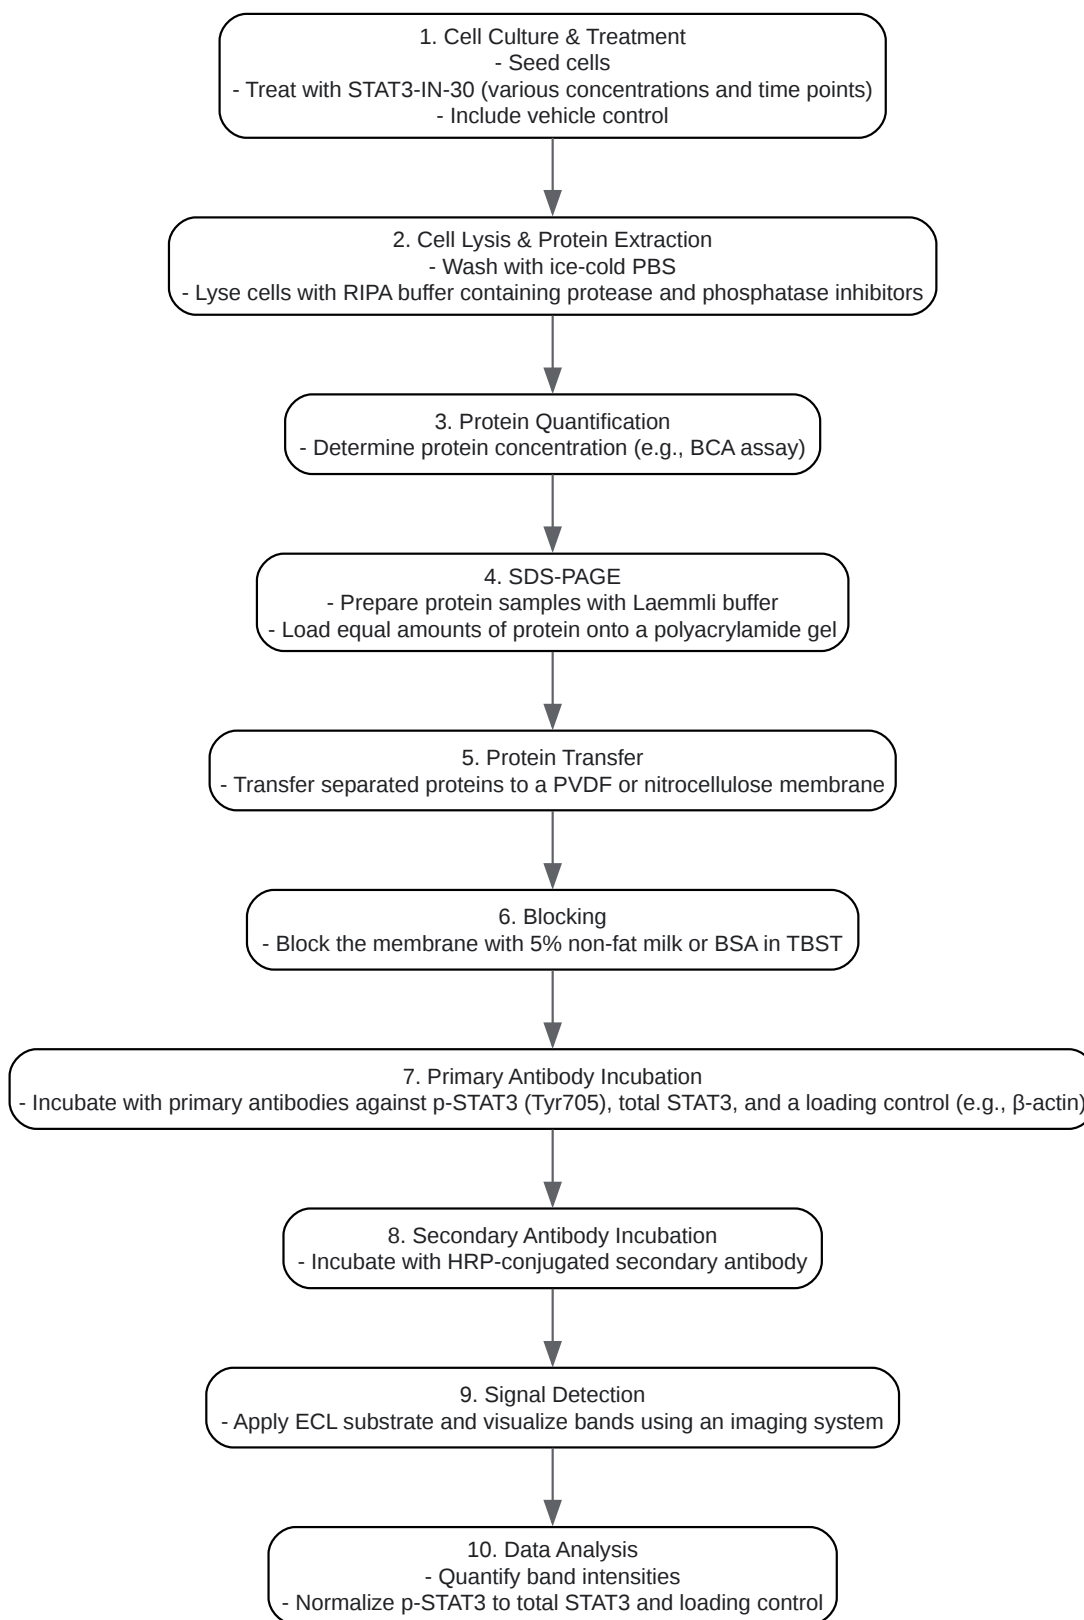 1. Cell Culture & Treatment
- Seed cells
- Treat with STAT3-IN-30 (various concentrations and time points)
- Include vehicle control
2. Cell Lysis & Protein Extraction
- Wash with ice-cold PBS
- Lyse cells with RIPA buffer containing protease and phosphatase inhibitors
3. Protein Quantification
- Determine protein concentration (e.g., BCA assay)
4. SDS-PAGE
- Prepare protein samples with Laemmli buffer
- Load equal amounts of protein onto a polyacrylamide gel
5. Protein Transfer
- Transfer separated proteins to a PVDF or nitrocellulose membrane
6. Blocking
- Block the membrane with 5% non-fat milk or BSA in TBST
7. Primary Antibody Incubation
- Incubate with primary antibodies against p-STAT3 (Tyr705), total STAT3, and a loading control (e.g., β-actin)
8. Secondary Antibody Incubation
- Incubate with HRP-conjugated secondary antibody
9. Signal Detection
- Apply ECL substrate and visualize bands using an imaging system
10. Data Analysis
- Quantify band intensities
- Normalize p-STAT3 to total STAT3 and loading control